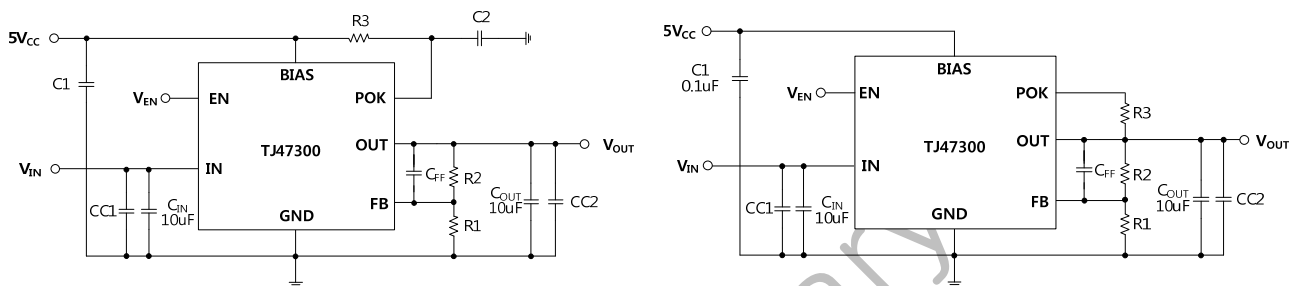 R3
C2
5VCC
C1
BIAS
VEN
EN
POK
TJ47300
OUT
VOUT
VIN
IN
CFF
R2
COUT
10uF
CC2
CC1
CIN
10uF
FB
R1
GND
5VCC
C1
0.1uF
BIAS
VEN
EN
POK
R3
TJ47300
OUT
VOUT
VIN
IN
CFF
R2
COUT
10uF
CC2
CC1
CIN
10uF
FB
R1
GND